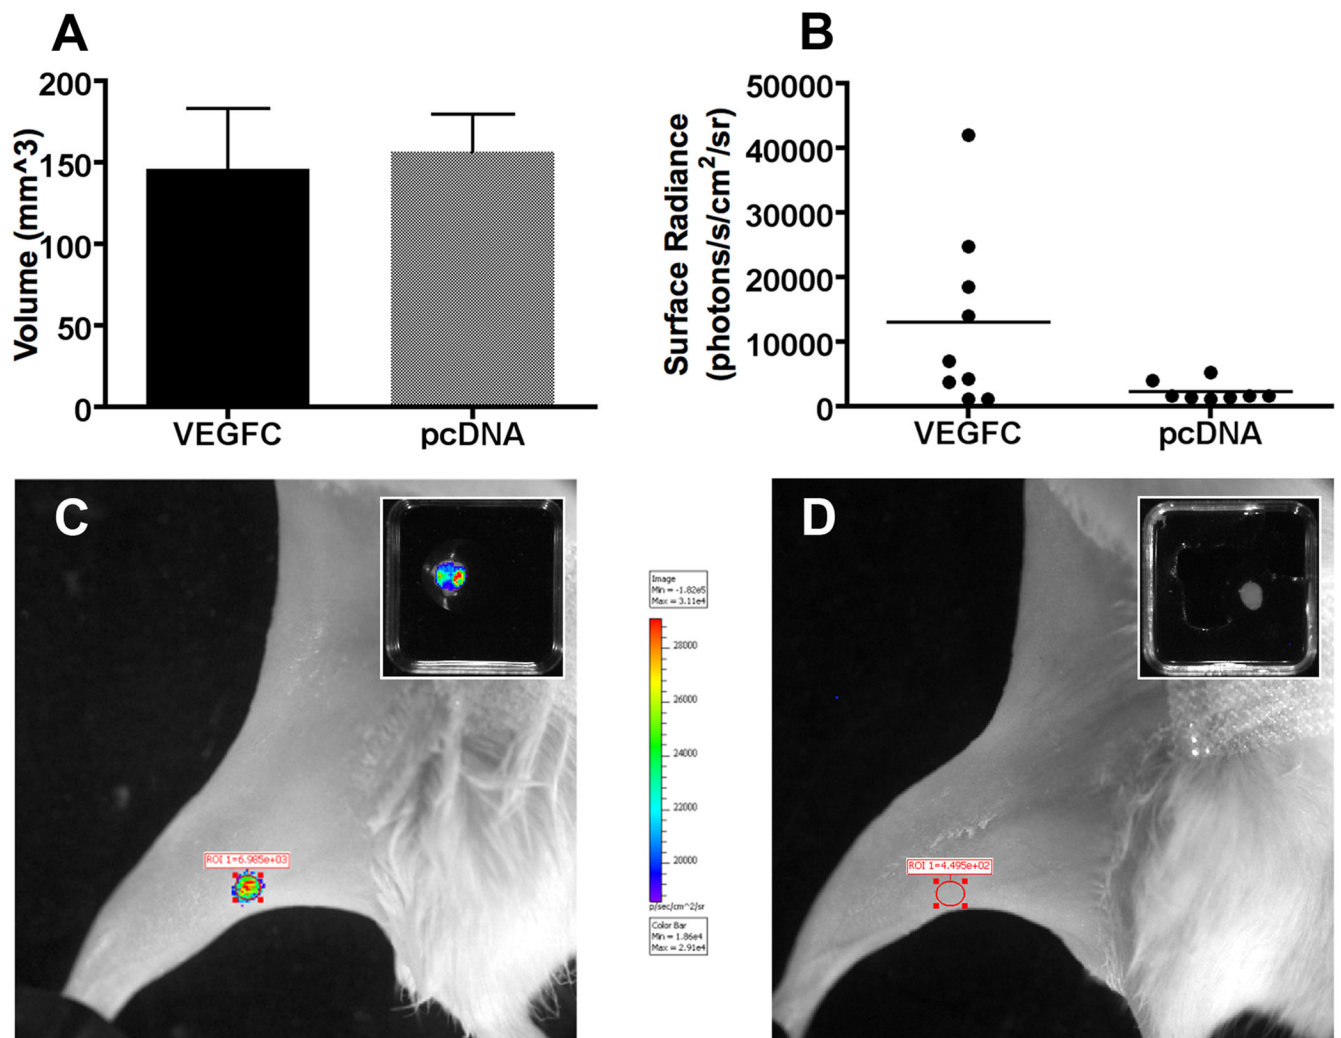 A
Volume (mm^3)
200
150
100
50
0
VEGFC
pcDNA
B
Surface Radiance
(photons/s/cm2/sr)
50000
40000
30000
20000
10000
0
VEGFC
pcDNA
C
ROI 1=6.985e+03
Image
Min = -1.82e5
Max = 3.11e4
28000
26000
24000
22000
20000
p/sec/cm^2/sr
Color Bar
Min = 1.86e4
Max = 2.91e4
D
ROI 1=4.495e+02